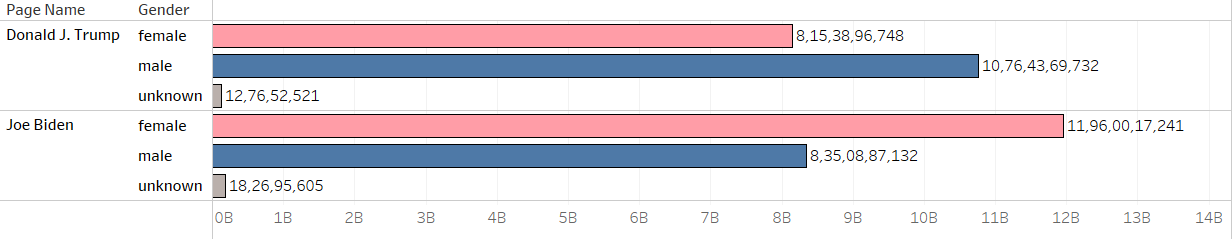 Page Name Gender
Donald J. Trump female 8,15,38,96,748
male 10,76,43,69,732
unknown 12,76,52,521
Joe Biden female 11,96,00,17,241
male 8,35,08,87,132
unknown 18,26,95,605
0B 1B 2B 3B 4B 5B 6B 7B 8B 9B 10B 11B 12B 13B 14B